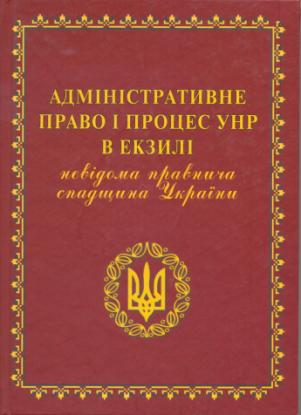 АДМІНІСТРАТИВНЕ
ПРАВО І ПРОЦЕС УНР
В ЕКЗИЛІ
невідома правнича
спадщина України